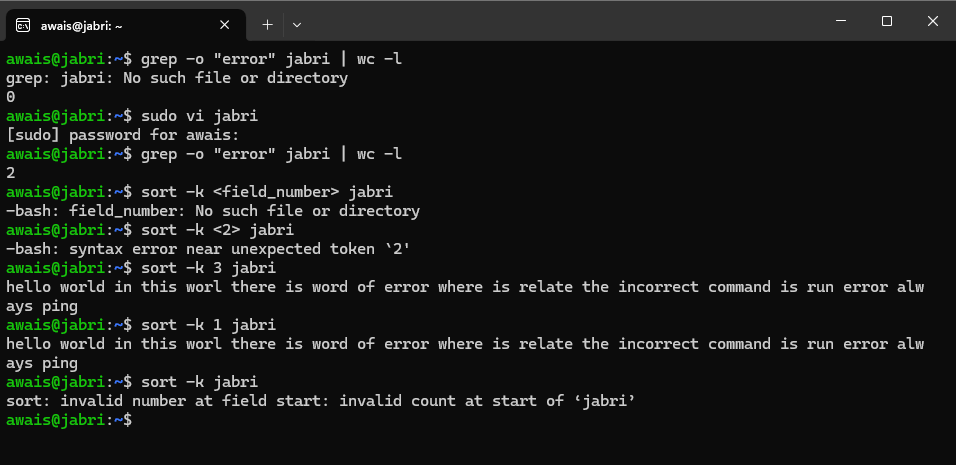 awais@jabri: ~
awais@jabri:~$ grep -o "error" jabri | wc -l
grep: jabri: No such file or directory
0
awais@jabri:~$ sudo vi jabri
[sudo] password for awais:
awais@jabri:~$ grep -o "error" jabri | wc -l
2
awais@jabri:~$ sort -k <field_number> jabri
-bash: field_number: No such file or directory
awais@jabri:~$ sort -k <2> jabri
-bash: syntax error near unexpected token `2'
awais@jabri:~$ sort -k 3 jabri
hello world in this worl there is word of error where is relate the incorrect command is run error alw
ays ping
awais@jabri:~$ sort -k 1 jabri
hello world in this worl there is word of error where is relate the incorrect command is run error alw
ays ping
awais@jabri:~$ sort -k jabri
sort: invalid number at field start: invalid count at start of ‘jabri’
awais@jabri:~$